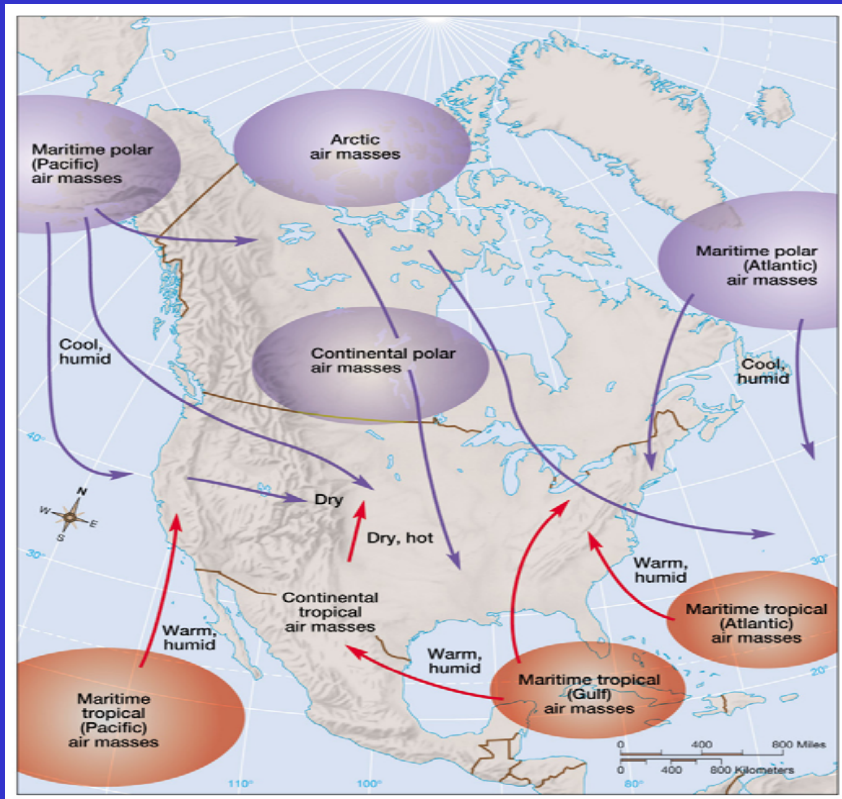 Maritime polar
(Pacific)
air masses
Arctic
air masses
Maritime polar
(Atlantic)
air masses
Cool,
humid
Continental polar
air masses
Cool,
humid
40°
N
W
E
S
Dry
Dry, hot
30°
30°
Continental
tropical
air masses
Warm,
humid
Maritime tropical
(Atlantic)
air masses
Warm,
humid
Warm,
humid
20°
Maritime
tropical
(Pacific)
air masses
Maritime tropical
(Gulf)
air masses
0 400 800 Miles
0 400 800 Kilometers
110°
100°
80°